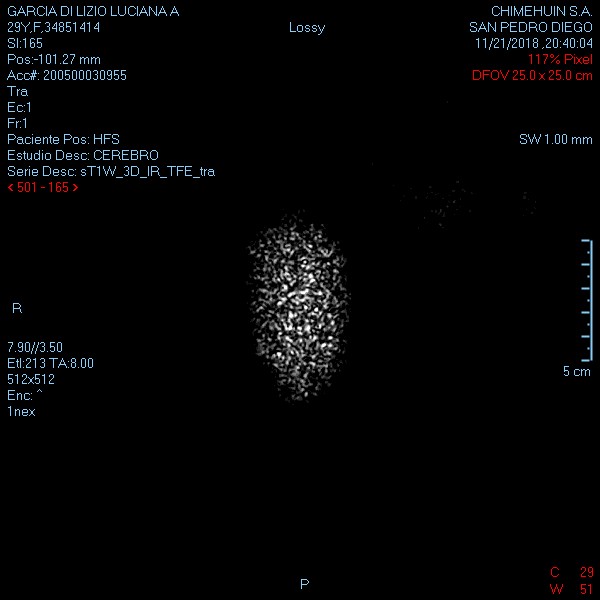 GARCIA DI LIZIO LUCIANA A
29Y,F,34851414
Sl:165
Pos:-101.27 mm
Acc#: 200500030955
Tra
Ec:1
Fr:1
Paciente Pos: HFS
Estudio Desc: CEREBRO
Serie Desc: sT1W_3D_IR_TFE_tra
< 501 - 165 >
Lossy
CHIMEHUIN S.A.
SAN PEDRO DIEGO
11/21/2018 ,20:40:04
117% Pixel
DFOV 25.0 x 25.0 cm
SW 1.00 mm
R
5 cm
7.90//3.50
Etl:213 TA:8.00
512x512
Enc: ^
1nex
P
C 29
W 51